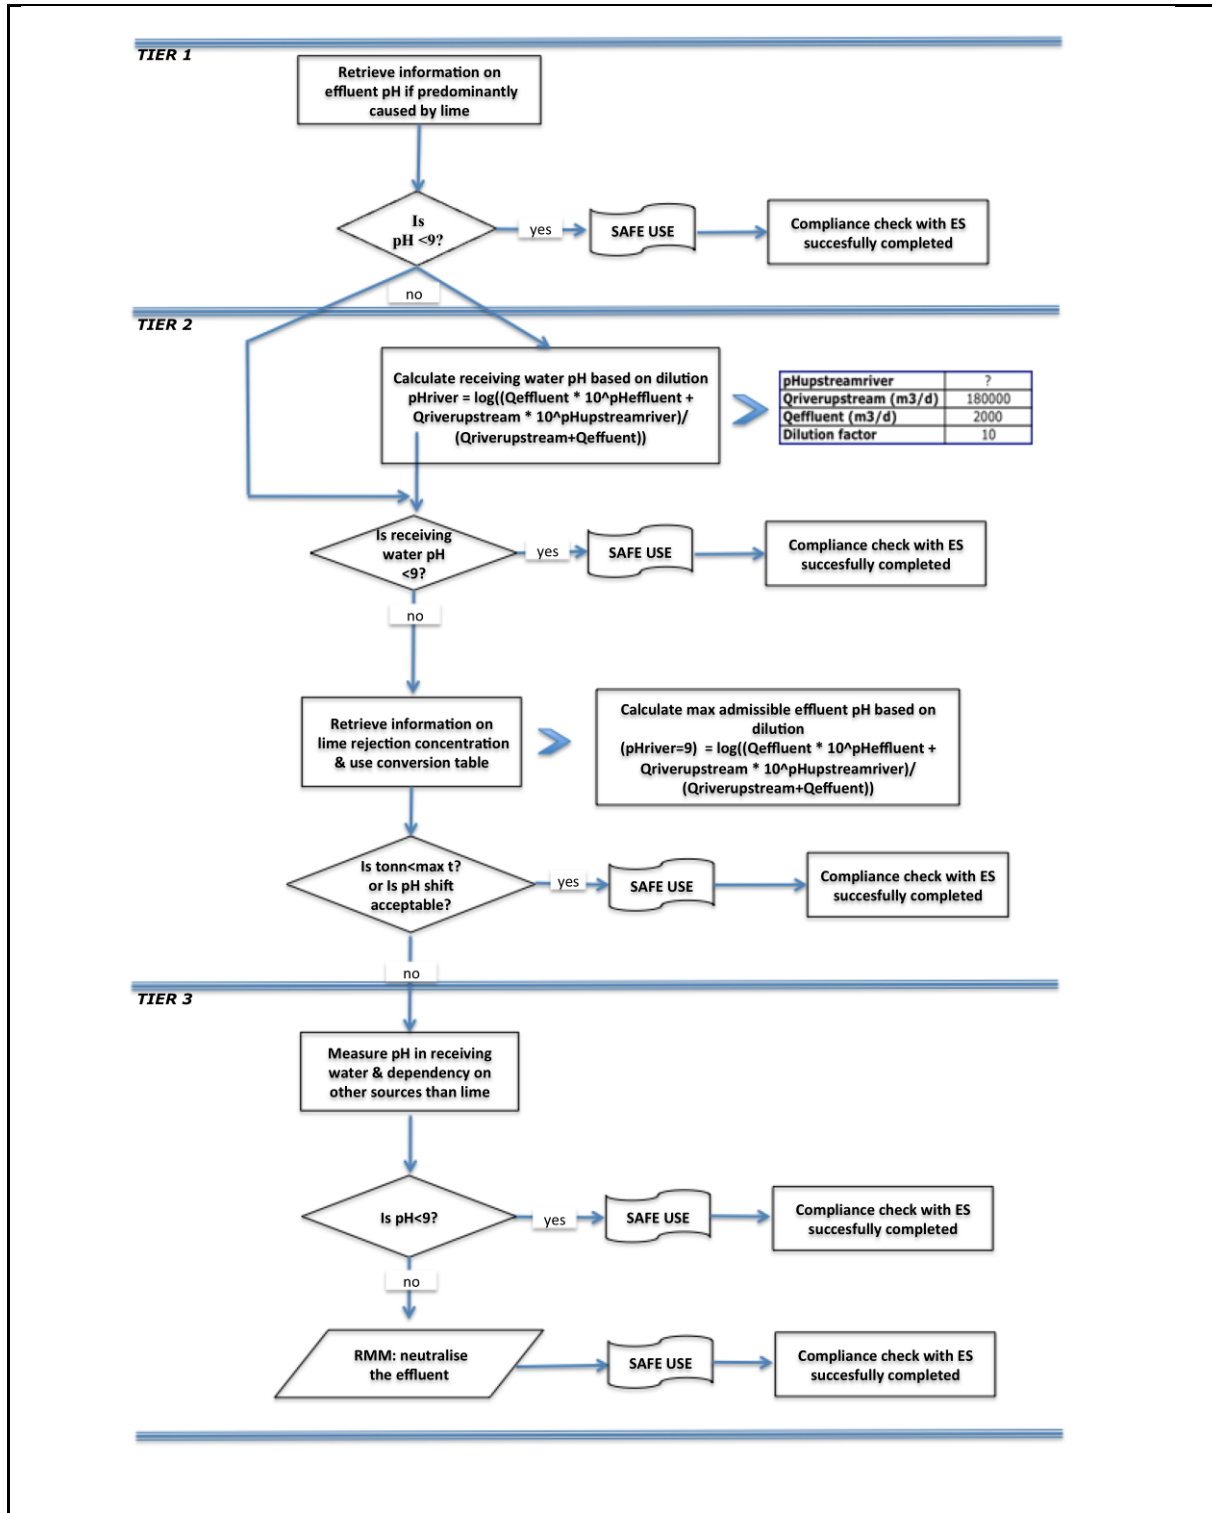 TIER 1
Retrieve information on
effluent pH if predominantly
caused by lime
Is
pH <9?
yes
SAFE USE
Compliance check with ES
succesfully completed
no
TIER 2
Calculate receiving water pH based on dilution
pHriver = log((Qeffluent * 10^pHeffluent +
Qriverupstream * 10^pHupstreamriver)/
(Qriverupstream+Qeffuent))
pHupstreamriver ?
Qriverupstream (m3/d) 180000
Qeffluent (m3/d) 2000
Dilution factor 10
Is receiving
water pH
<9?
yes
SAFE USE
Compliance check with ES
succesfully completed
no
Retrieve information on
lime rejection concentration
& use conversion table
Calculate max admissible effluent pH based on
dilution
(pHriver=9) = log((Qeffluent * 10^pHeffluent +
Qriverupstream * 10^pHupstreamriver)/
(Qriverupstream+Qeffuent))
Is tonn<max t?
or Is pH shift
acceptable?
yes
SAFE USE
Compliance check with ES
succesfully completed
no
TIER 3
Measure pH in receiving
water & dependency on
other sources than lime
Is pH<9?
yes
SAFE USE
Compliance check with ES
succesfully completed
no
RMM: neutralise
the effluent
SAFE USE
Compliance check with ES
succesfully completed